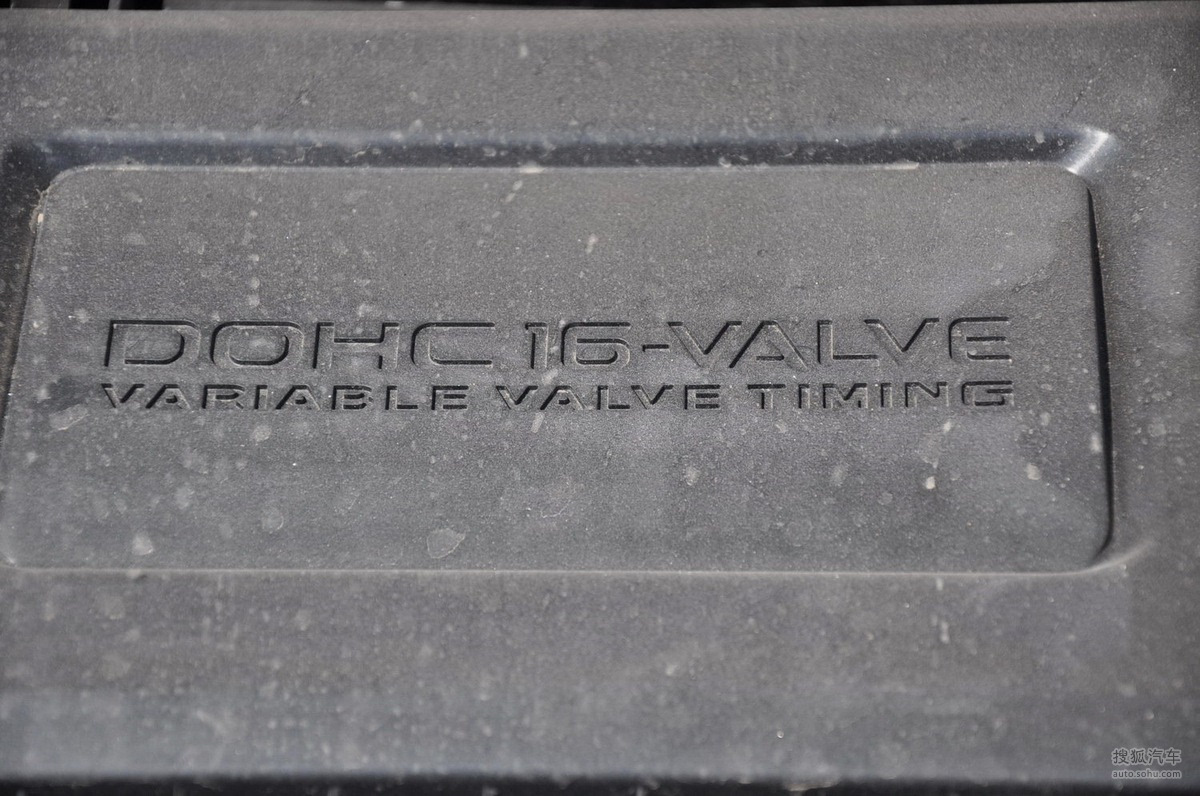 DOHC 16-VALVE
VARIABLE VALVE TIMING
搜狐汽车
auto.sohu.com